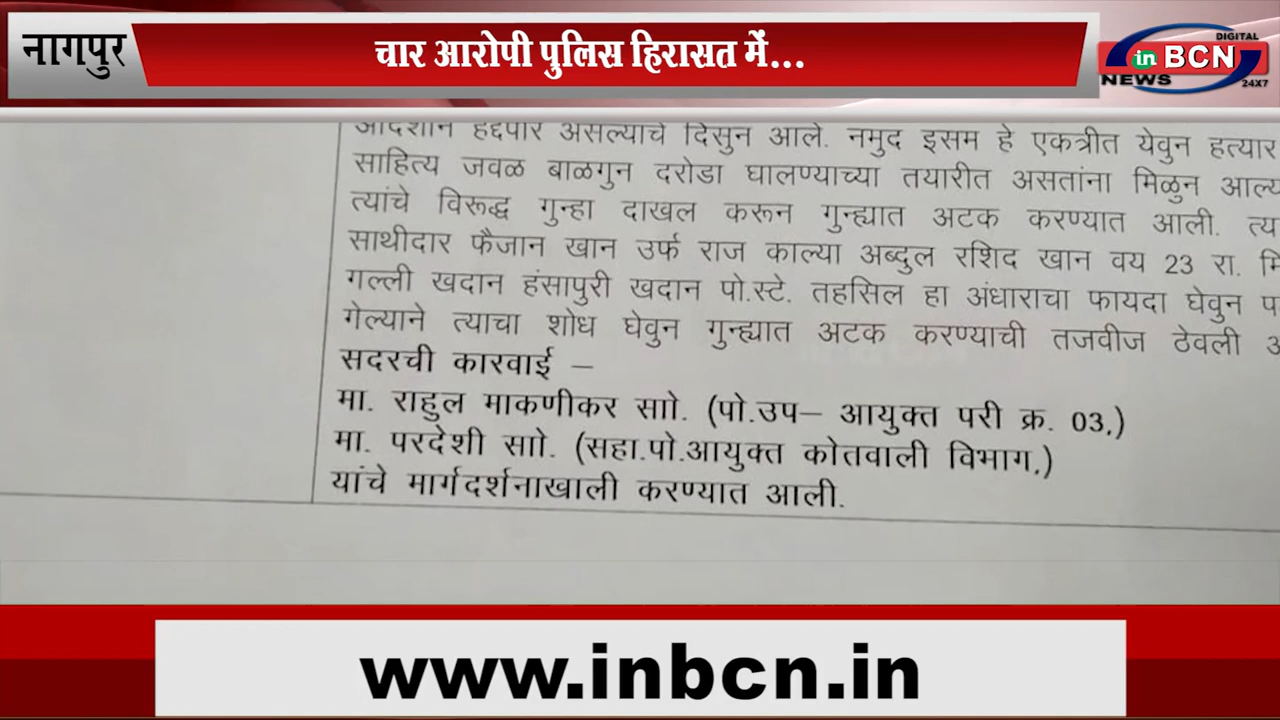 नागपुर
चार आरोपी पुलिस हिरासत में...
DIGITAL
in BCN
NEWS
24X7
आदेशाने हद्दपार असल्याचे दिसुन आले. नमुद इसम हे एकत्रीत येवुन हत्यार
साहित्य जवळ बाळगुन दरोडा घालण्याच्या तयारीत असतांना मिळुन
त्यांचे विरूद्ध गुन्हा दाखल करून गुन्ह्यात अटक करण्यात आली.
साथीदार फैजान खान उर्फ राज काल्या अब्दुल रशिद खान वय 23 रा.
गल्ली खदान हंसापुरी खदान पो.स्टे. तहसिल हा अंधाराचा फायदा घेवुन
गेल्याने त्याचा शोध घेवुन गुन्ह्यात अटक करण्याची तजवीज ठेवली
सदरची कारवाई –
मा. राहुल माकणीकर साो. (पो.उप– आयुक्त परी क्र. 03,)
मा. परदेशी साो. (सहा.पो.आयुक्त कोतवाली विभाग,)
यांचे मार्गदर्शनाखाली करण्यात आली.
www.inbcn.in